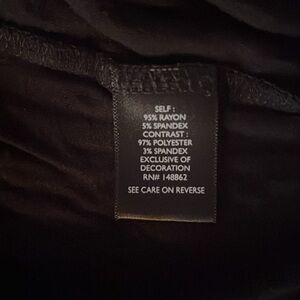 SELF :
95% RAYON
5% SPANDEX
CONTRAST :
97% POLYESTER
3% SPANDEX
EXCLUSIVE OF
DECORATION
RN# 148862
SEE CARE ON REVERSE